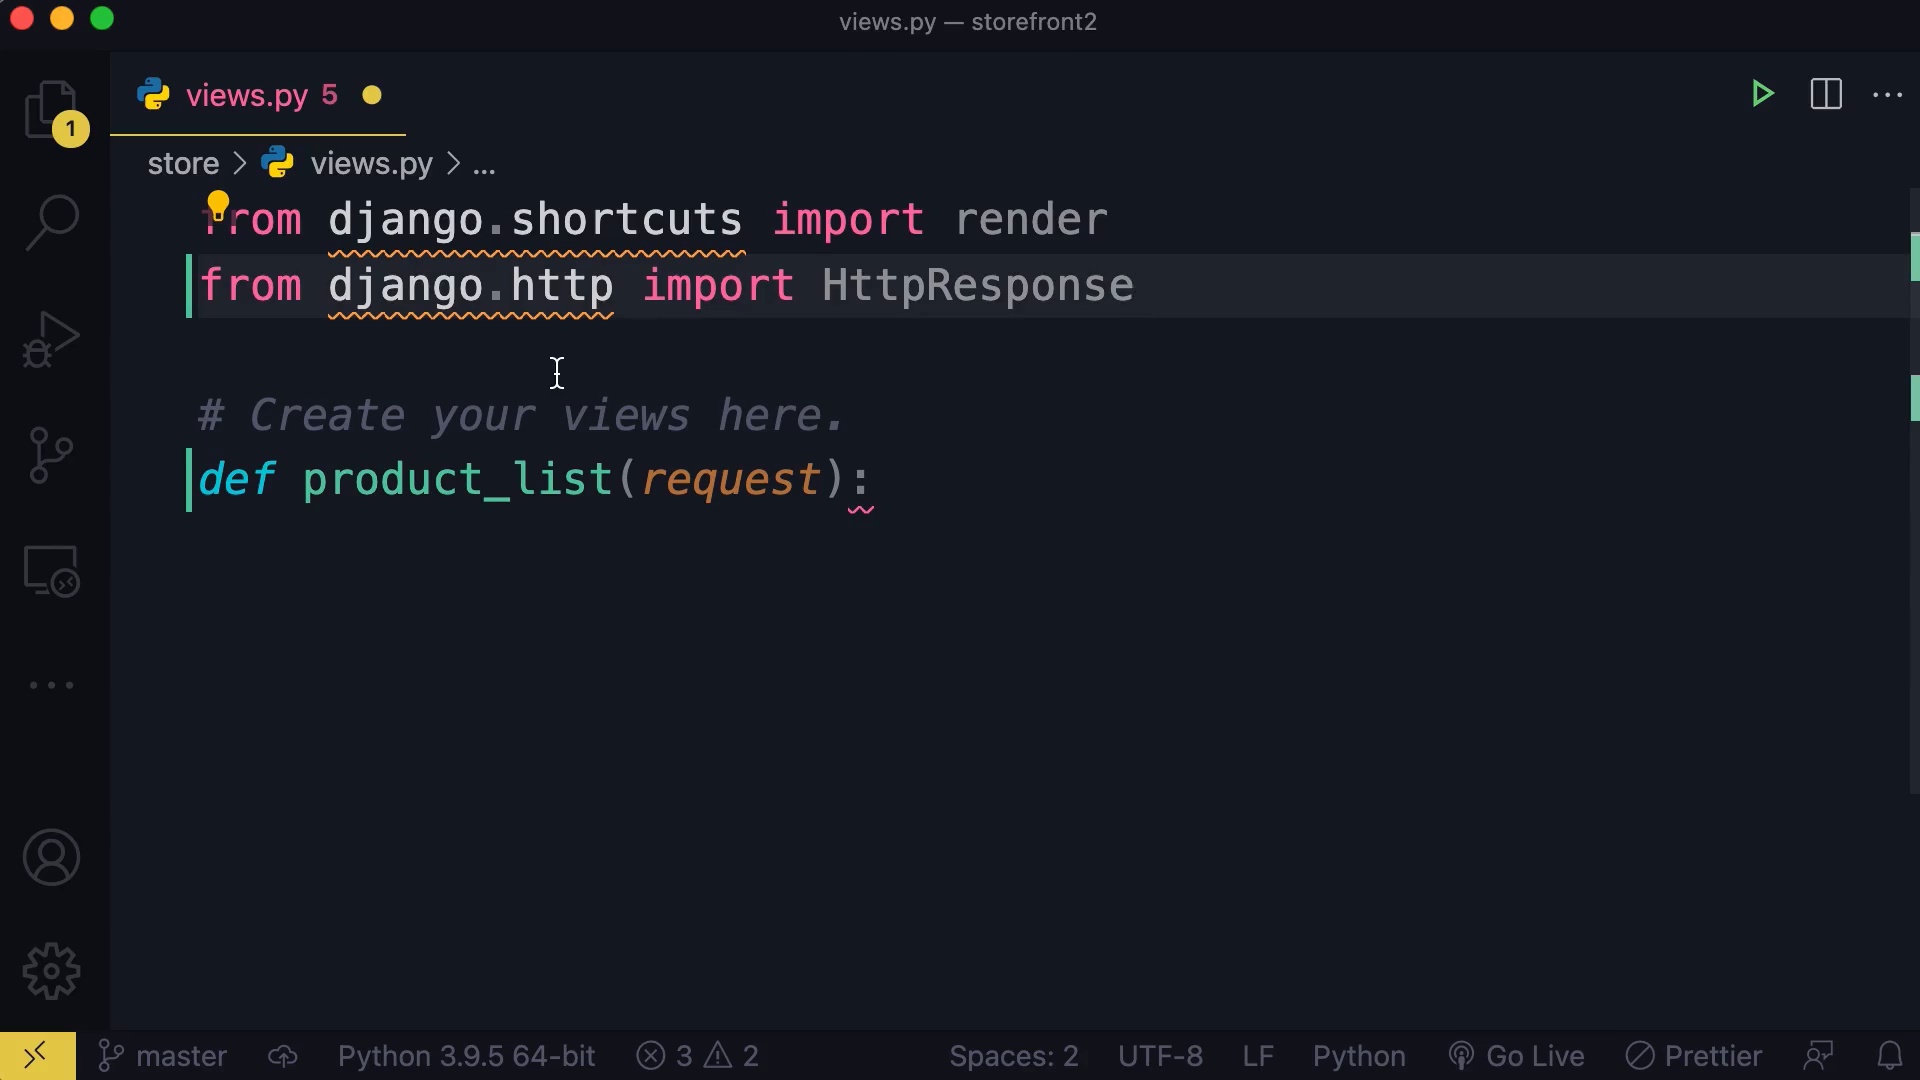 views.py — storefront2
views.py 5
1
store > views.py > ...
from django.shortcuts import render
from django.http import HttpResponse
# Create your views here.
def product_list(request):
master Python 3.9.5 64-bit 3 2 Spaces: 2 UTF-8 LF Python Go Live Prettier